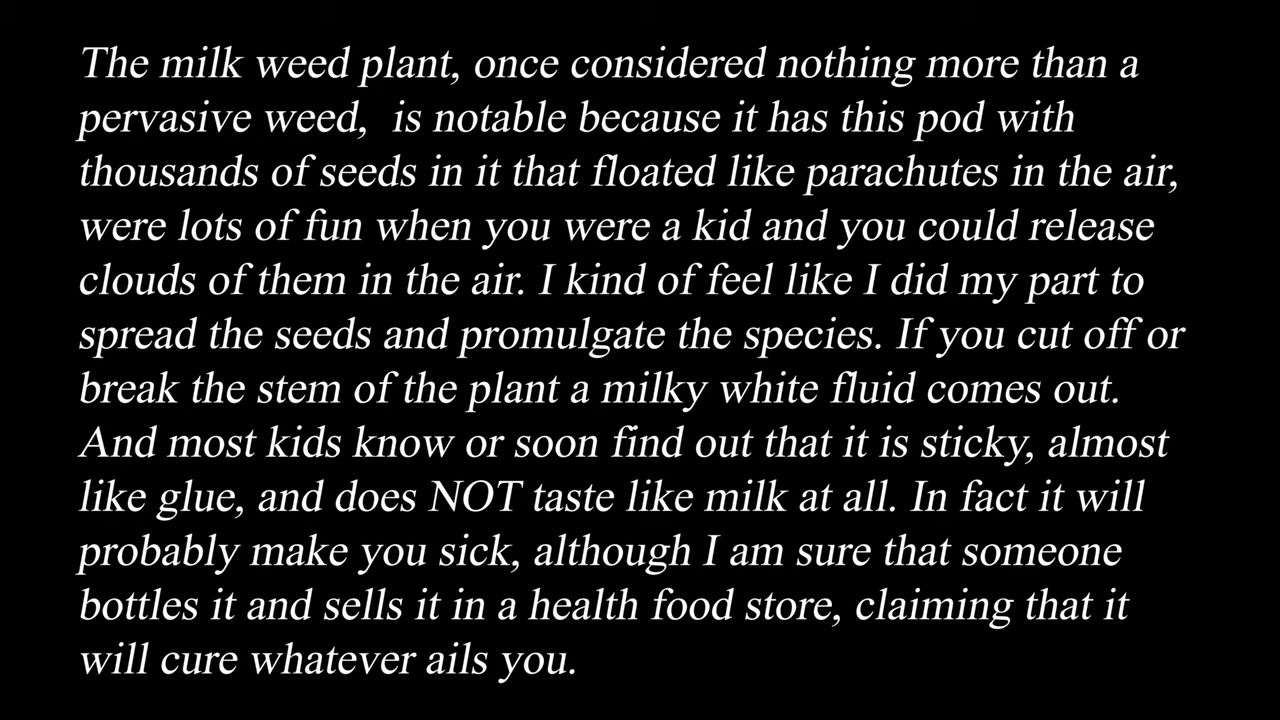 The milk weed plant, once considered nothing more than a
pervasive weed,  is notable because it has this pod with
thousands of seeds in it that floated like parachutes in the air,
were lots of fun when you were a kid and you could release
clouds of them in the air. I kind of feel like I did my part to
spread the seeds and promulgate the species. If you cut off or
break the stem of the plant a milky white fluid comes out.
And most kids know or soon find out that it is sticky, almost
like glue, and does NOT taste like milk at all. In fact it will
probably make you sick, although I am sure that someone
bottles it and sells it in a health food store, claiming that it
will cure whatever ails you.